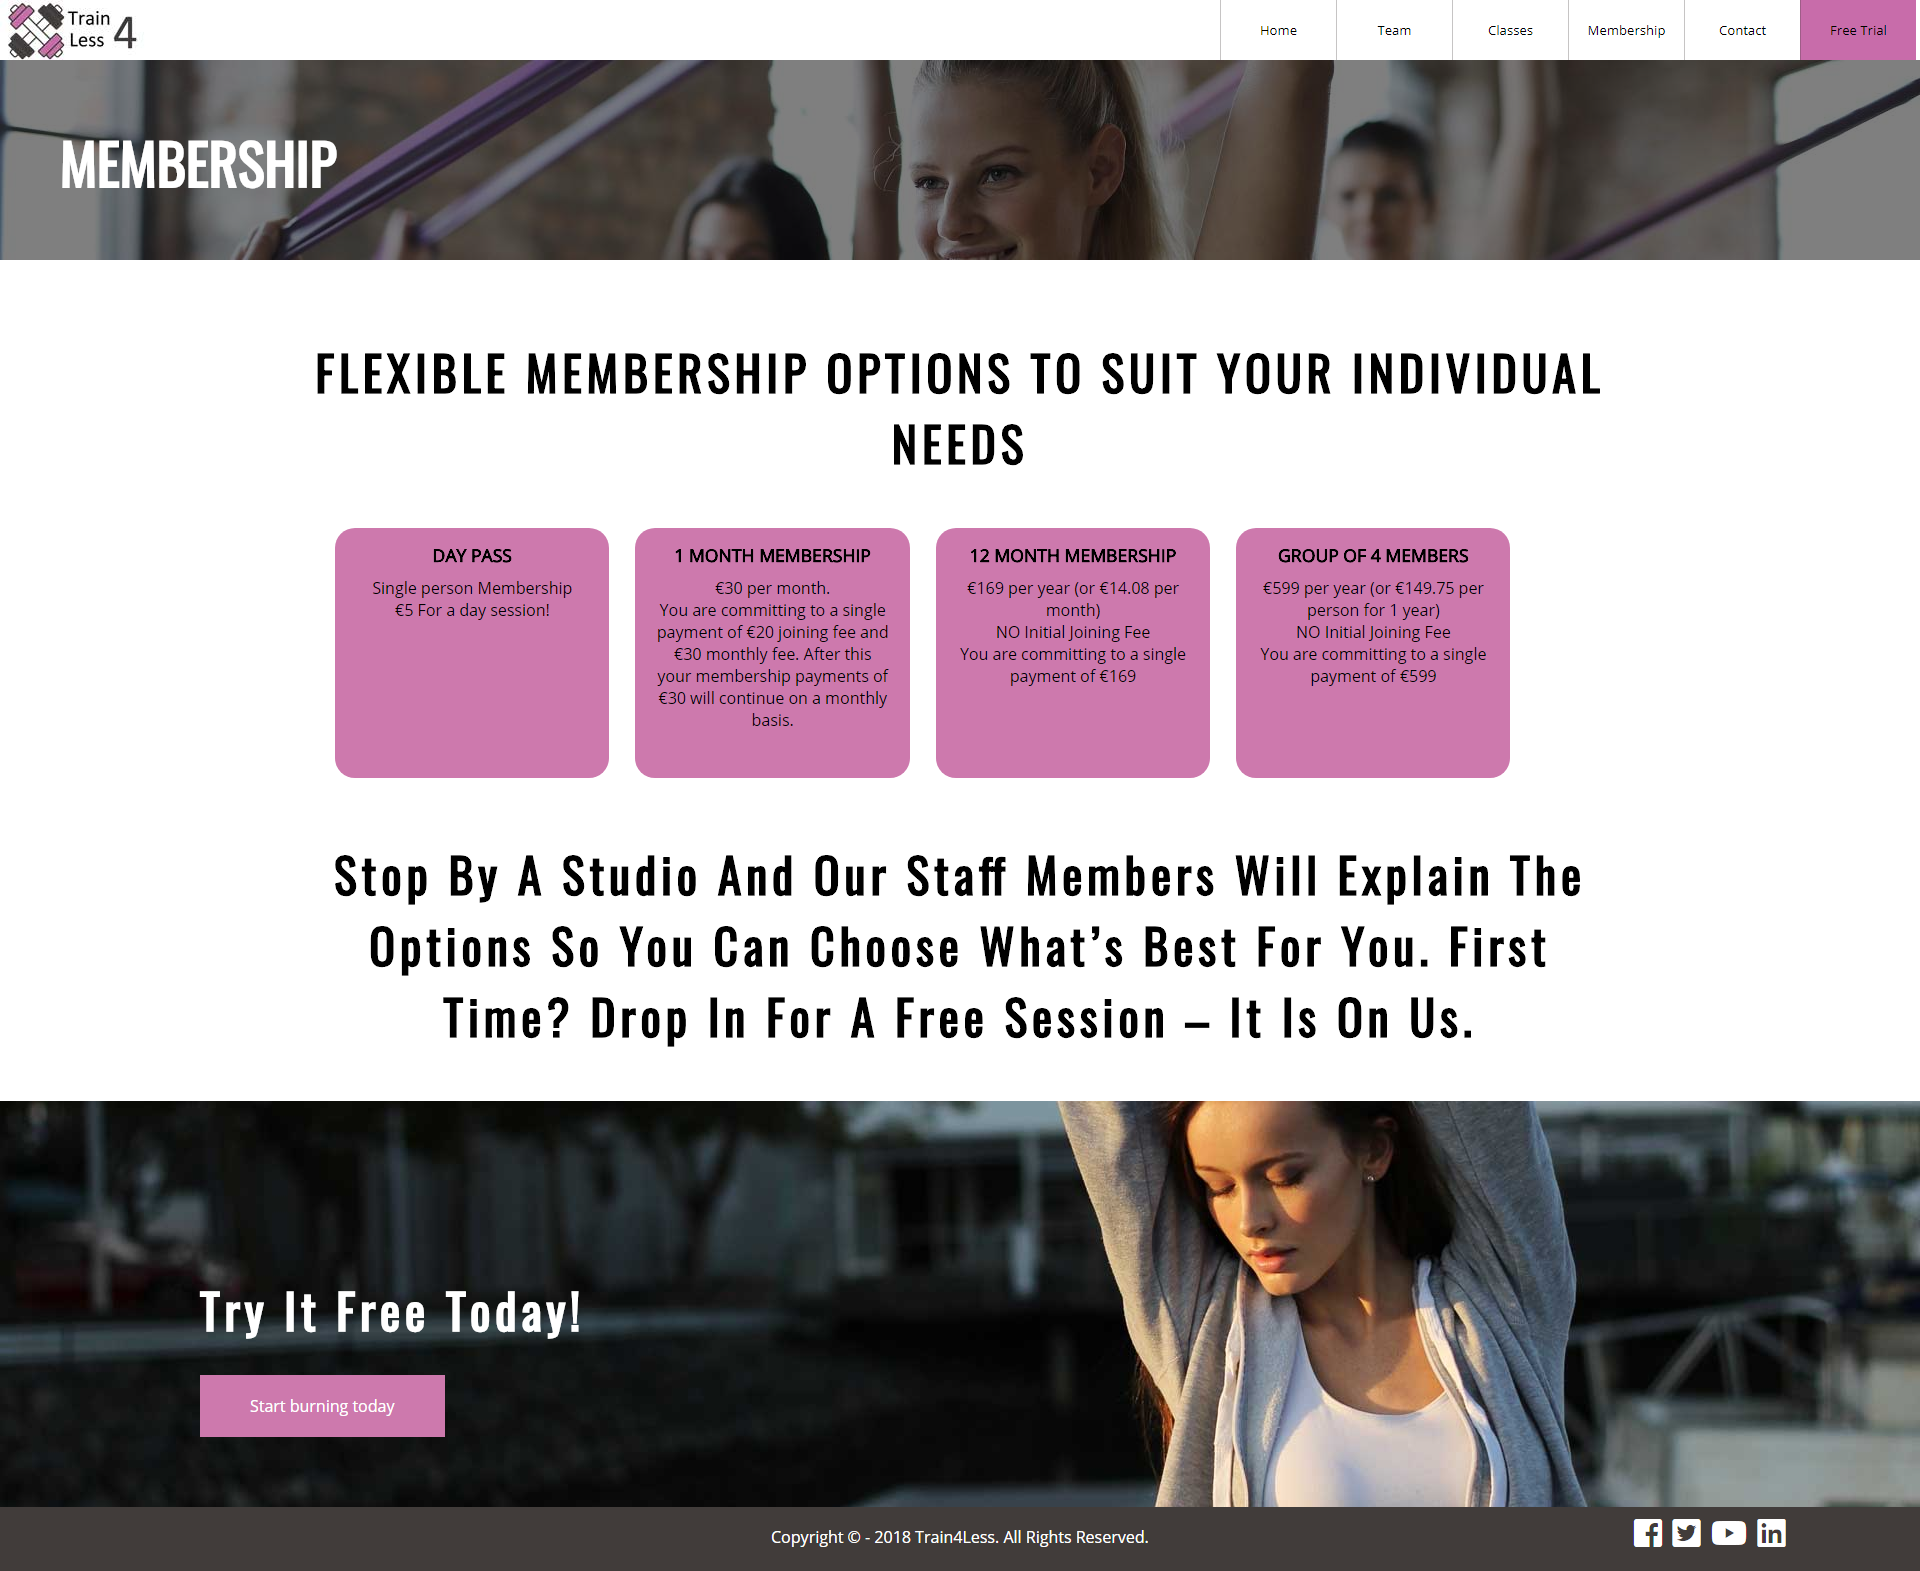 Train
Less 4
Home
Team
Classes
Membership
Contact
Free Trial
MEMBERSHIP
FLEXIBLE MEMBERSHIP OPTIONS TO SUIT YOUR INDIVIDUAL
NEEDS
DAY PASS
Single person Membership
€5 For a day session!
1 MONTH MEMBERSHIP
€30 per month.
You are committing to a single
payment of €20 joining fee and
€30 monthly fee. After this
your membership payments of
€30 will continue on a monthly
basis.
12 MONTH MEMBERSHIP
€169 per year (or €14.08 per
month)
NO Initial Joining Fee
You are committing to a single
payment of €169
GROUP OF 4 MEMBERS
€599 per year (or €149.75 per
person for 1 year)
NO Initial Joining Fee
You are committing to a single
payment of €599
Stop By A Studio And Our Staff Members Will Explain The
Options So You Can Choose What’s Best For You. First
Time? Drop In For A Free Session – It Is On Us.
Try It Free Today!
Start burning today
Copyright © - 2018 Train4Less. All Rights Reserved.